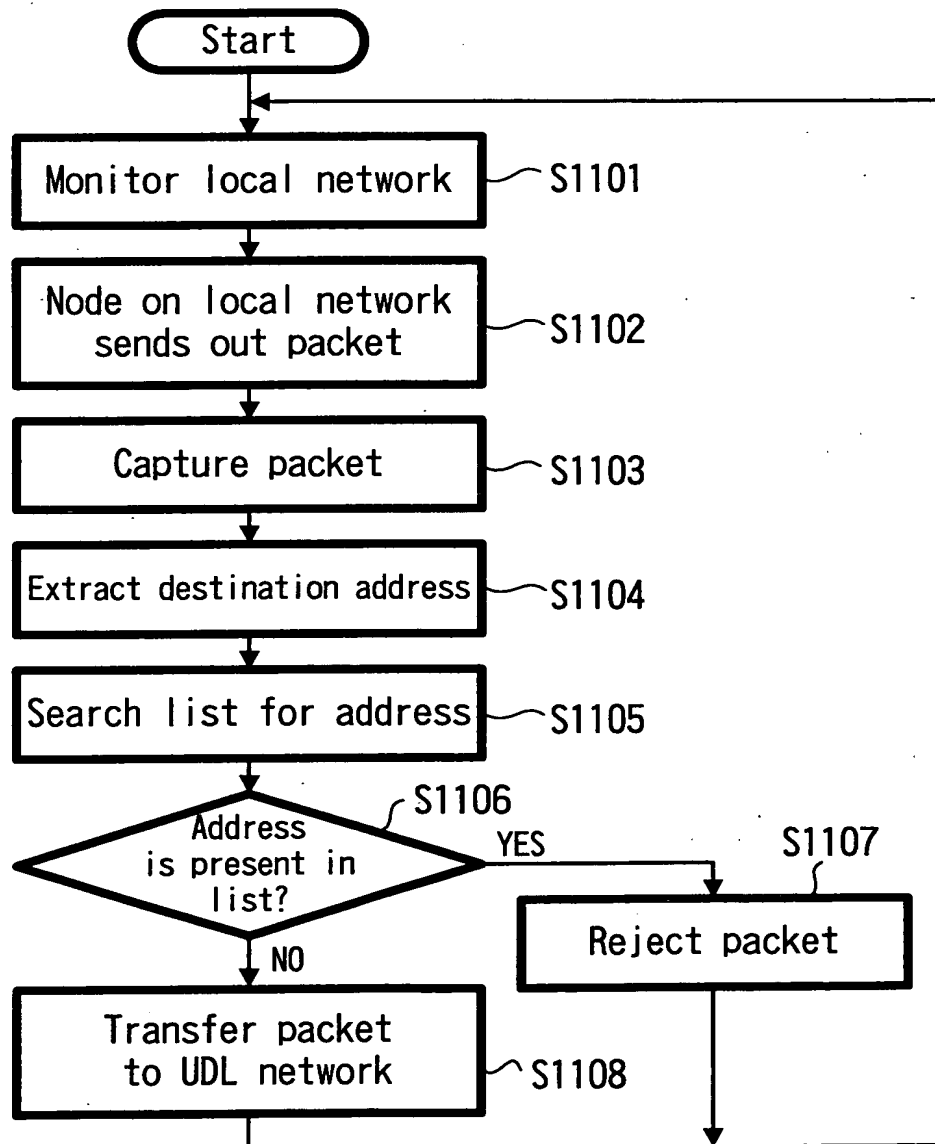 Start
Monitor local network
S1101
Node on local network
sends out packet
S1102
Capture packet
S1103
Extract destination address
S1104
Search list for address
S1105
S1106
Address
is present in
list?
YES
S1107
Reject packet
NO
Transfer packet
to UDL network
S1108